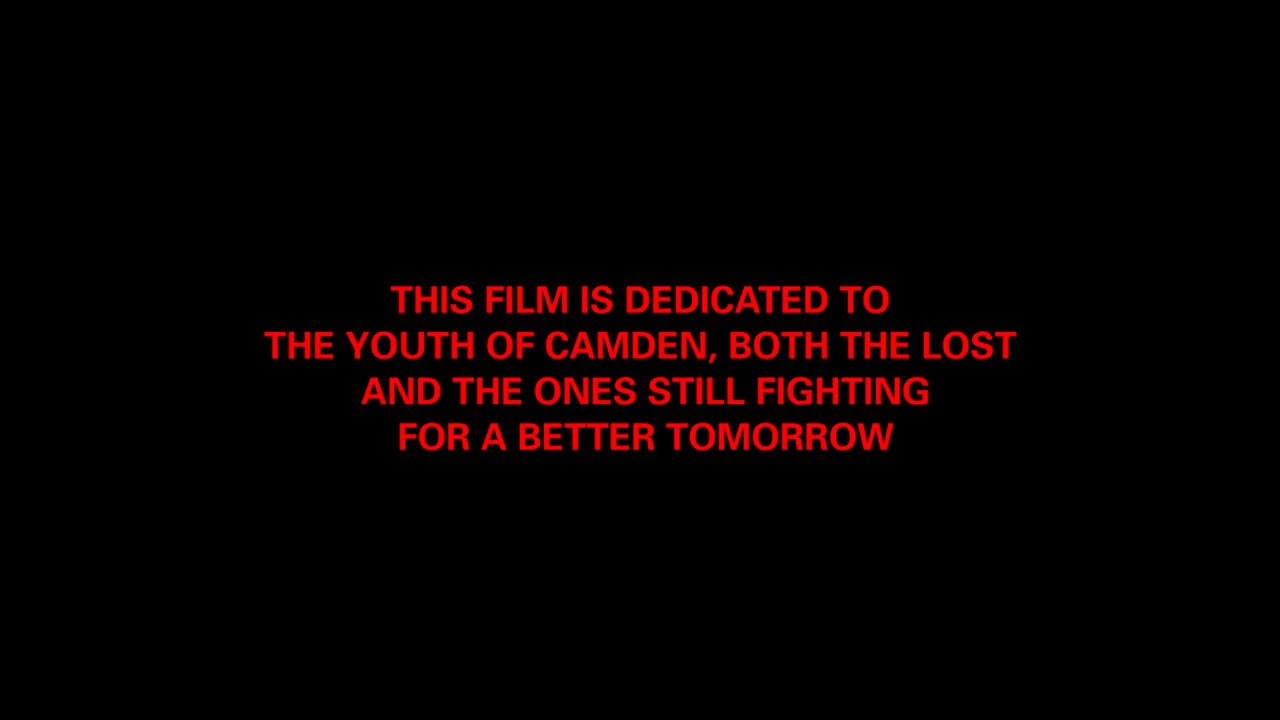 THIS FILM IS DEDICATED TO
THE YOUTH OF CAMDEN, BOTH THE LOST
AND THE ONES STILL FIGHTING
FOR A BETTER TOMORROW